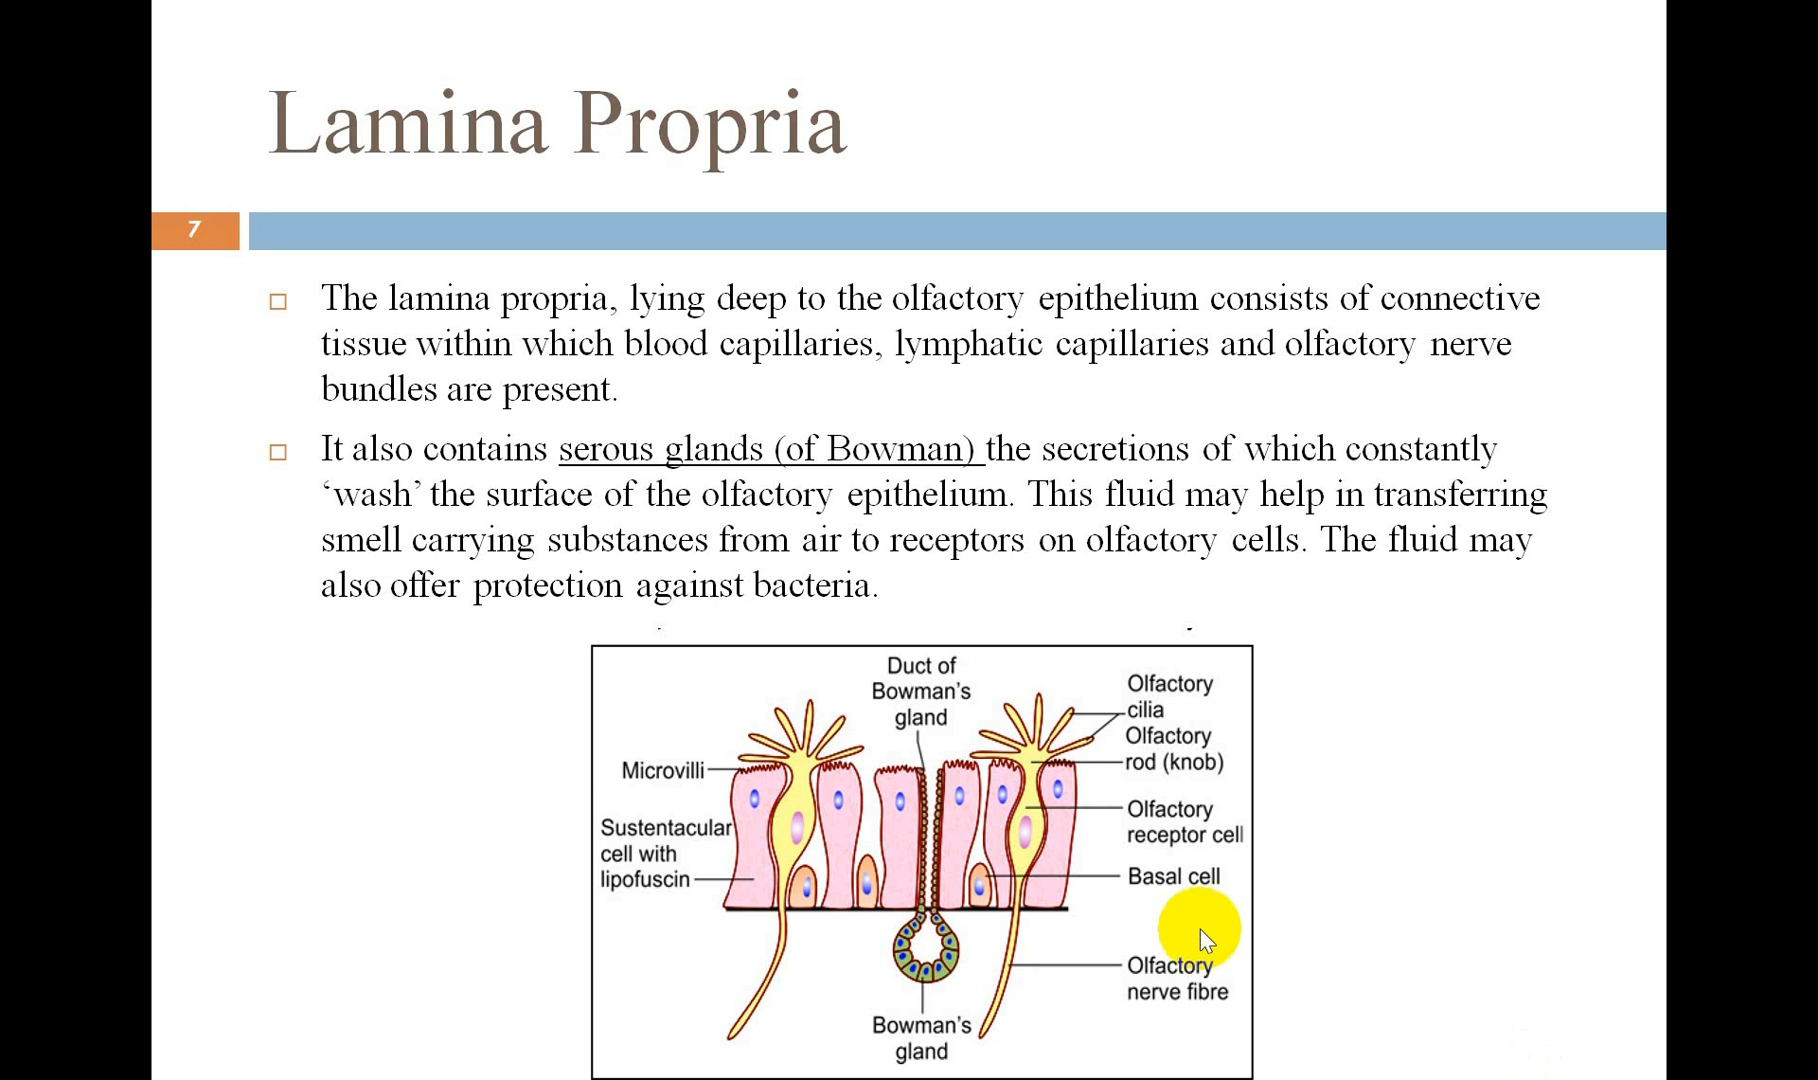 Lamina Propria
7
The lamina propria, lying deep to the olfactory epithelium consists of connective
tissue within which blood capillaries, lymphatic capillaries and olfactory nerve
bundles are present.
It also contains serous glands (of Bowman) the secretions of which constantly
‘wash’ the surface of the olfactory epithelium. This fluid may help in transferring
smell carrying substances from air to receptors on olfactory cells. The fluid may
also offer protection against bacteria.
Duct of
Bowman’s
gland
Microvilli
Sustentacular
cell with
lipofuscin
Olfactory
cilia
Olfactory
rod (knob)
Olfactory
receptor cell
Basal cell
Olfactory
nerve fibre
Bowman’s
gland